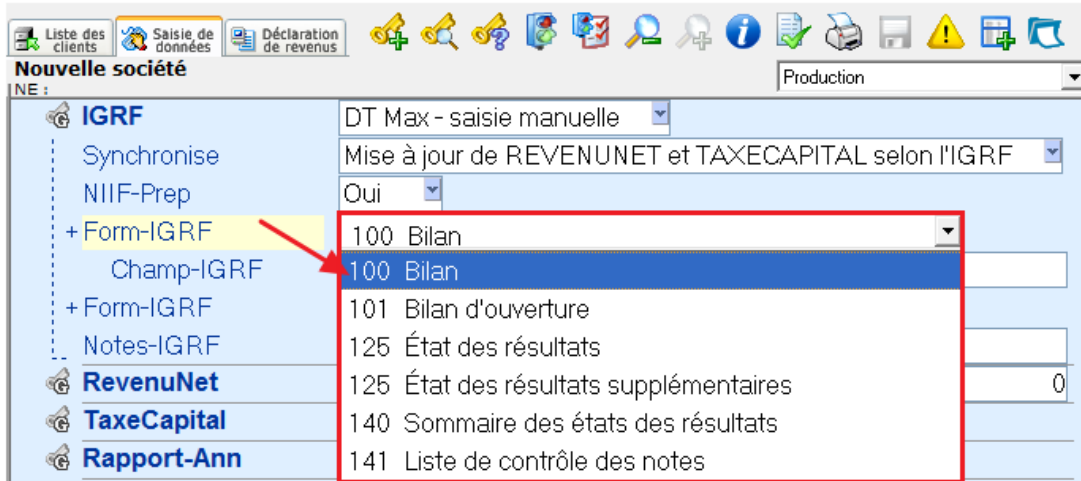 Liste des clients
Saisie de données
Déclaration de revenus
Nouvelle société
Production
NE :
IGRF
DT Max - saisie manuelle
Synchronise
Mise à jour de REVENUNET et TAXECAPITAL selon l'IGRF
NIIF-Prep
Oui
+ Form-IGRF
100 Bilan
Champ-IGRF
100 Bilan
+ Form-IGRF
101 Bilan d'ouverture
Notes-IGRF
125 État des résultats
RevenuNet
125 État des résultats supplémentaires
0
TaxeCapital
140 Sommaire des états des résultats
Rapport-Ann
141 Liste de contrôle des notes